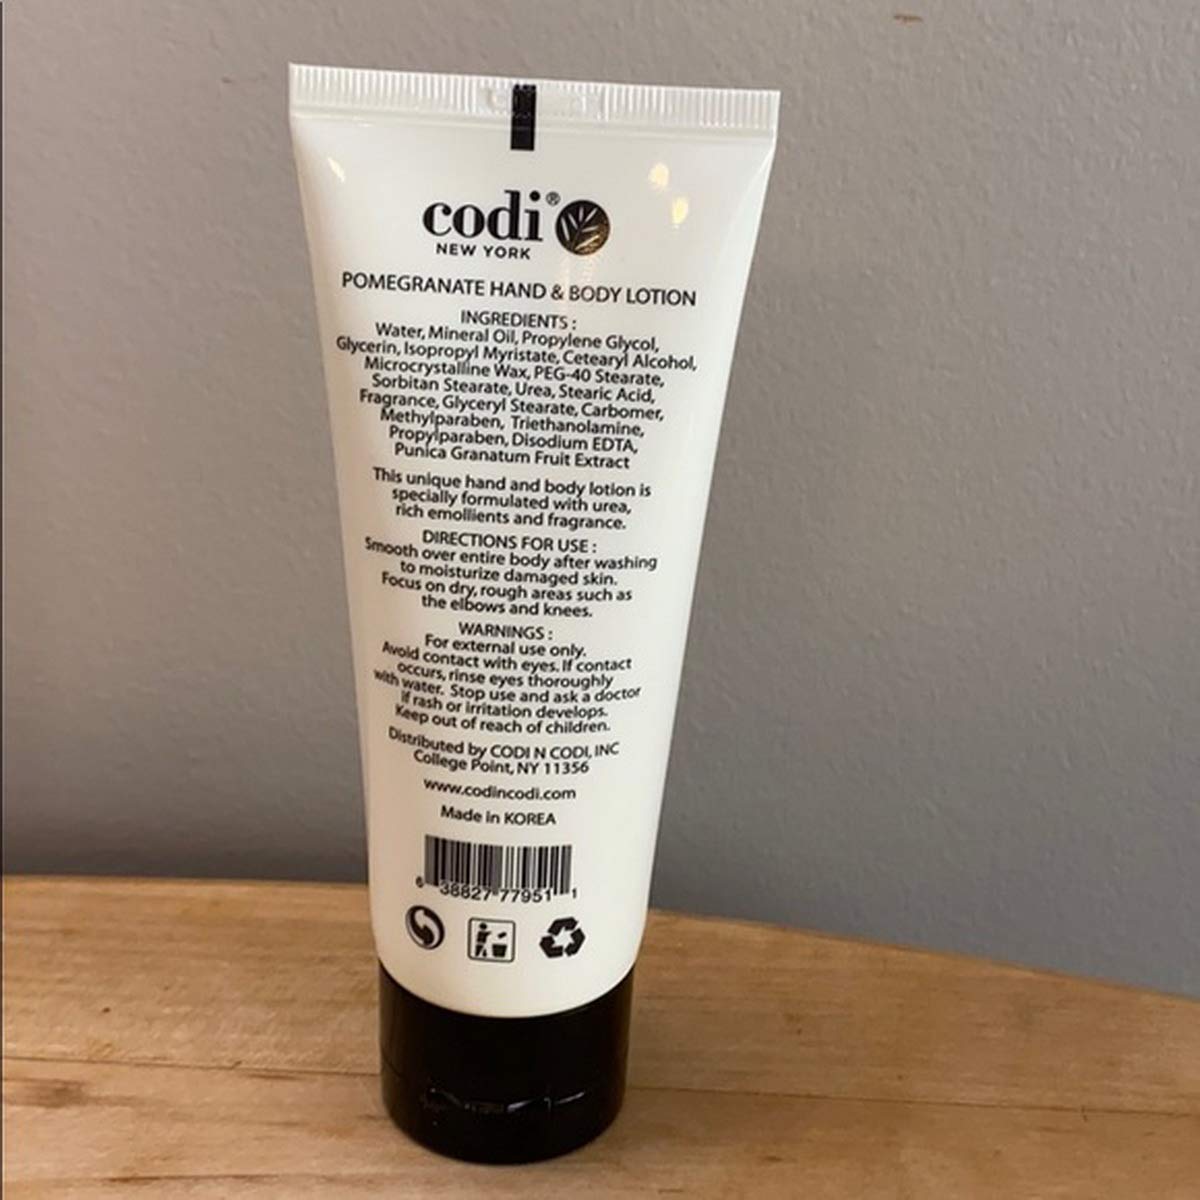 codi®
NEW YORK
POMEGRANATE HAND & BODY LOTION
INGREDIENTS :
Water, Mineral Oil, Propylene Glycol,
Glycerin, Isopropyl Myristate, Cetearyl Alcohol,
Microcrystalline Wax, PEG-40 Stearate,
Sorbitan Stearate, Urea, Stearic Acid,
Fragrance, Glyceryl Stearate, Carbomer,
Methylparaben, Triethanolamine,
Propylparaben, Disodium EDTA,
Punica Granatum Fruit Extract
This unique hand and body lotion is
specially formulated with urea,
rich emollients and fragrance.
DIRECTIONS FOR USE :
Smooth over entire body after washing
to moisturize damaged skin.
Focus on dry, rough areas such as
the elbows and knees.
WARNINGS :
For external use only.
Avoid contact with eyes. If contact
occurs, rinse eyes thoroughly
with water. Stop use and ask a doctor
if rash or irritation develops.
Keep out of reach of children.
Distributed by CODI N CODI, INC
College Point, NY 11356
www.codincodi.com
Made in KOREA
6 38827 77951 1